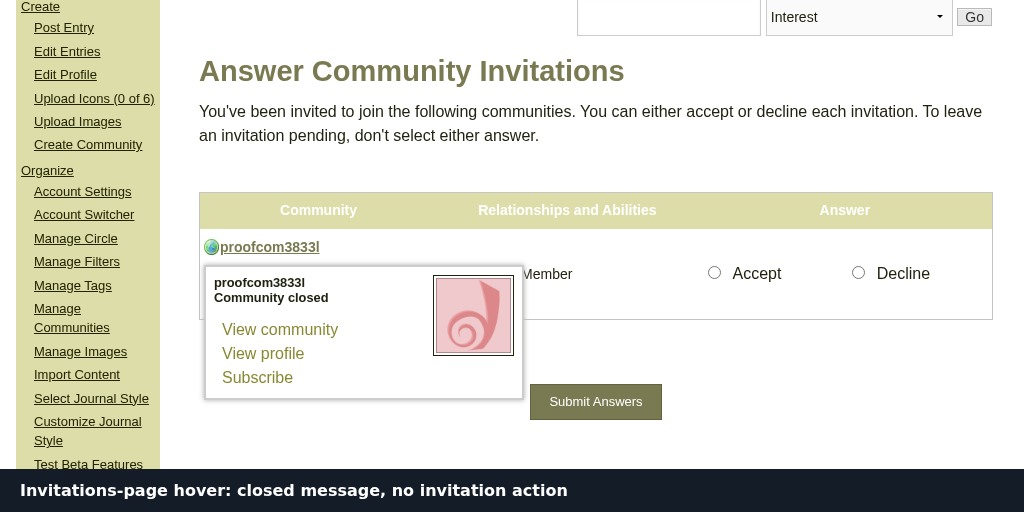 Create
Post Entry
Edit Entries
Edit Profile
Upload Icons (0 of 6)
Upload Images
Create Community
Organize
Account Settings
Account Switcher
Manage Circle
Manage Filters
Manage Tags
Manage
Communities
Manage Images
Import Content
Select Journal Style
Customize Journal
Style
Test Beta Features
Interest
Go
Answer Community Invitations
You've been invited to join the following communities. You can either accept or decline each invitation. To leave
an invitation pending, don't select either answer.
Community Relationships and Abilities Answer
proofcom3833l
Member Accept Decline
proofcom3833l
Community closed
View community
View profile
Subscribe
Submit Answers
Invitations-page hover: closed message, no invitation action